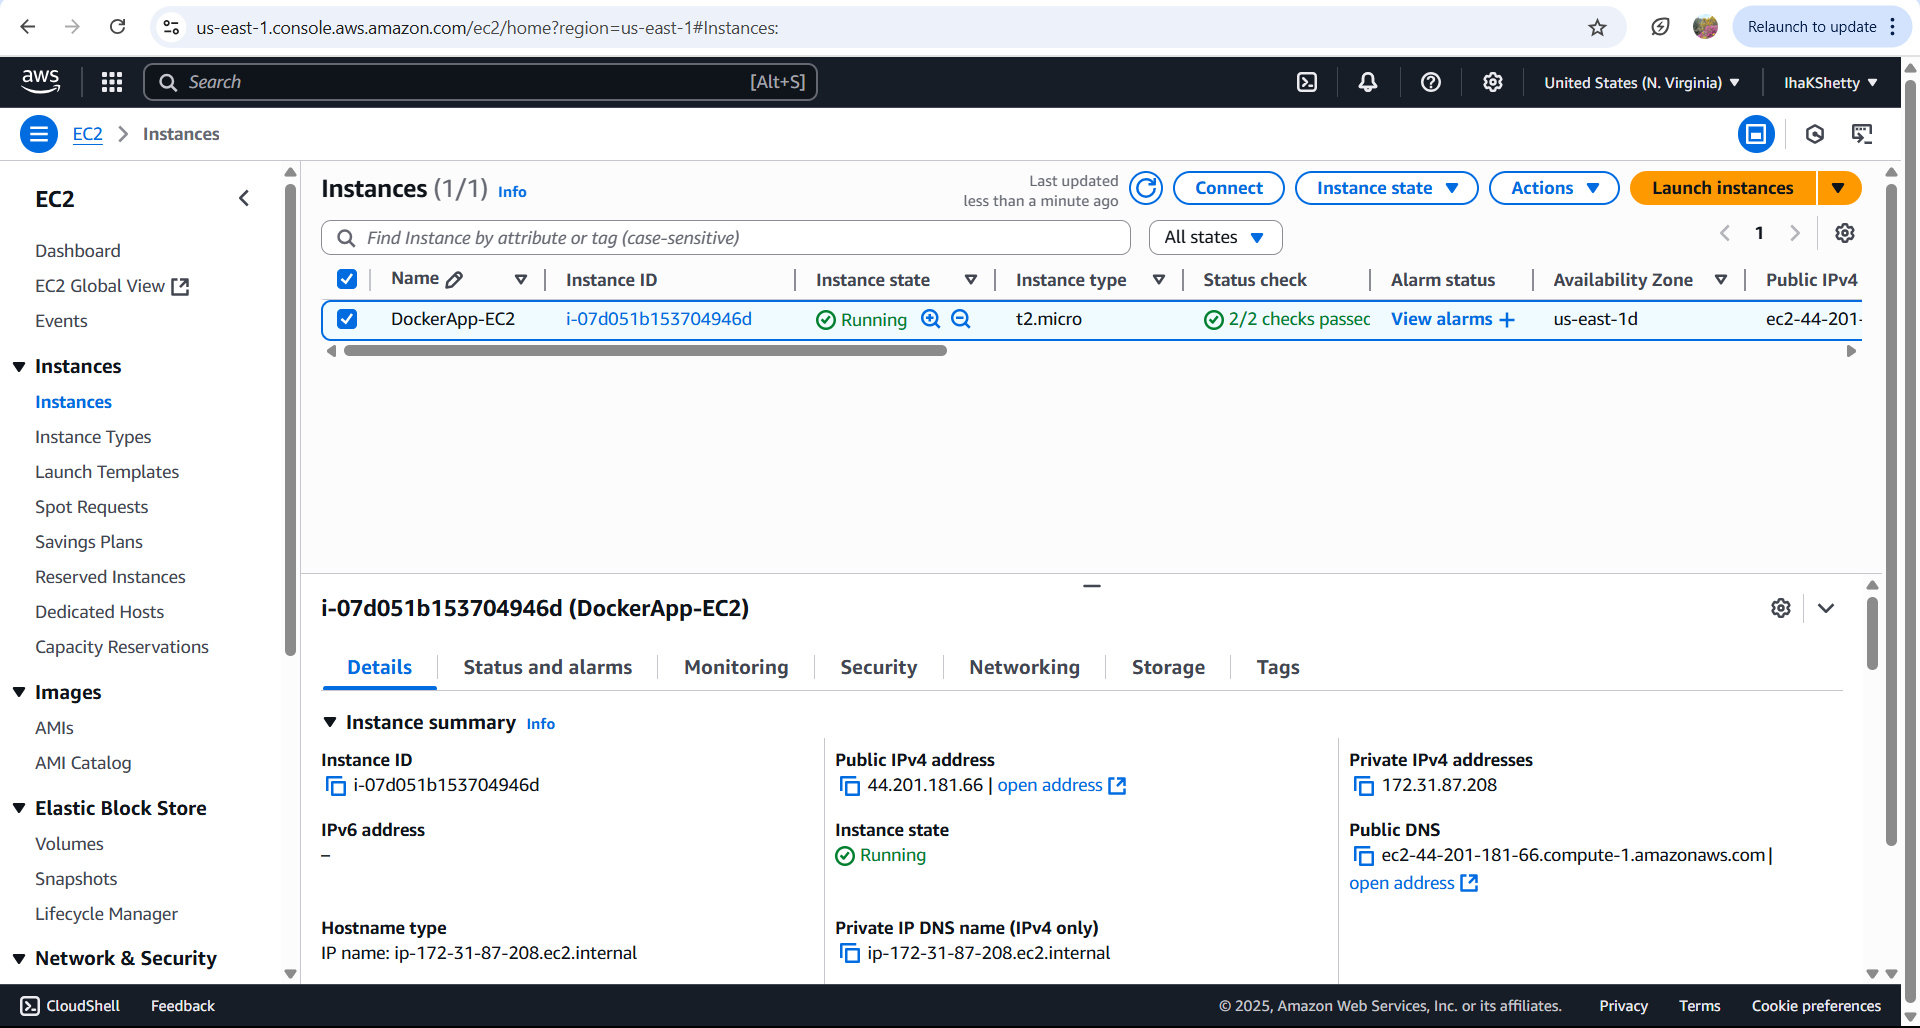 us-east-1.console.aws.amazon.com/ec2/home?region=us-east-1#Instances:
Relaunch to update
aws
Search
[Alt+S]
United States (N. Virginia)
IhaKShetty
EC2
Instances
EC2
Dashboard
EC2 Global View
Events
Instances
Instances
Instance Types
Launch Templates
Spot Requests
Savings Plans
Reserved Instances
Dedicated Hosts
Capacity Reservations
Images
AMIs
AMI Catalog
Elastic Block Store
Volumes
Snapshots
Lifecycle Manager
Network & Security
Instances (1/1) Info
Last updated
less than a minute ago
Connect
Instance state
Actions
Launch instances
Find Instance by attribute or tag (case-sensitive)
All states
1
Name
Instance ID
Instance state
Instance type
Status check
Alarm status
Availability Zone
Public IPv4
DockerApp-EC2
i-07d051b153704946d
Running
t2.micro
2/2 checks passec
View alarms +
us-east-1d
ec2-44-201-
i-07d051b153704946d (DockerApp-EC2)
Details
Status and alarms
Monitoring
Security
Networking
Storage
Tags
Instance summary Info
Instance ID
i-07d051b153704946d
Public IPv4 address
44.201.181.66 | open address
Private IPv4 addresses
172.31.87.208
IPv6 address
–
Instance state
Running
Public DNS
ec2-44-201-181-66.compute-1.amazonaws.com |
open address
Hostname type
IP name: ip-172-31-87-208.ec2.internal
Private IP DNS name (IPv4 only)
ip-172-31-87-208.ec2.internal
CloudShell
Feedback
© 2025, Amazon Web Services, Inc. or its affiliates.
Privacy
Terms
Cookie preferences